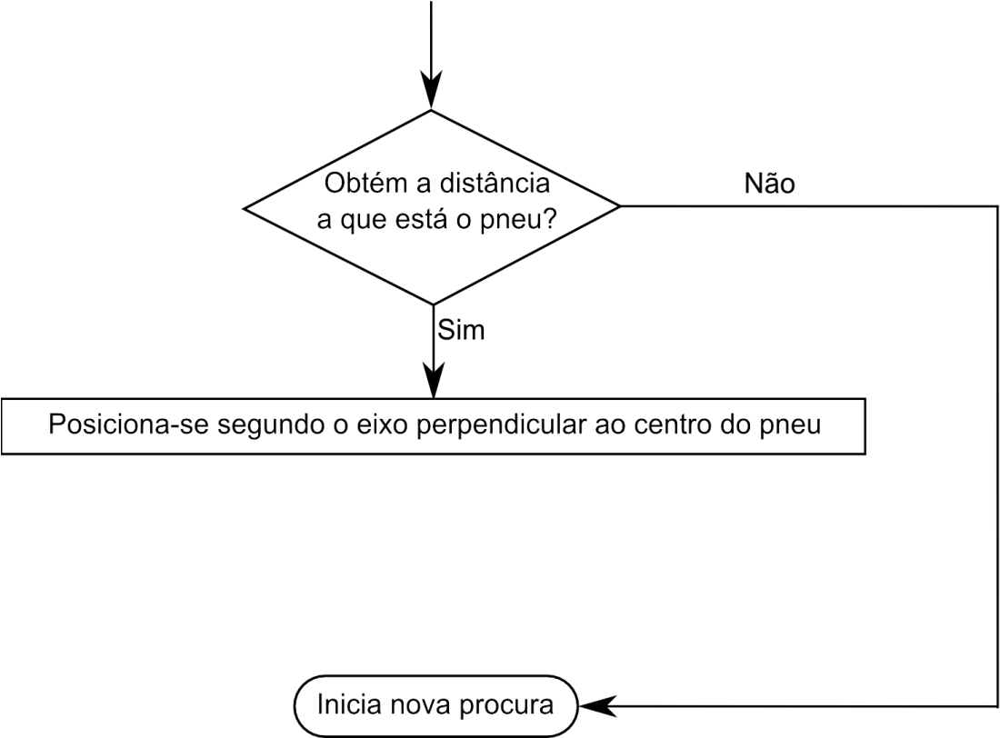 Obtém a distância
a que está o pneu?
Não
Sim
Posiciona-se segundo o eixo perpendicular ao centro do pneu
Inicia nova procura